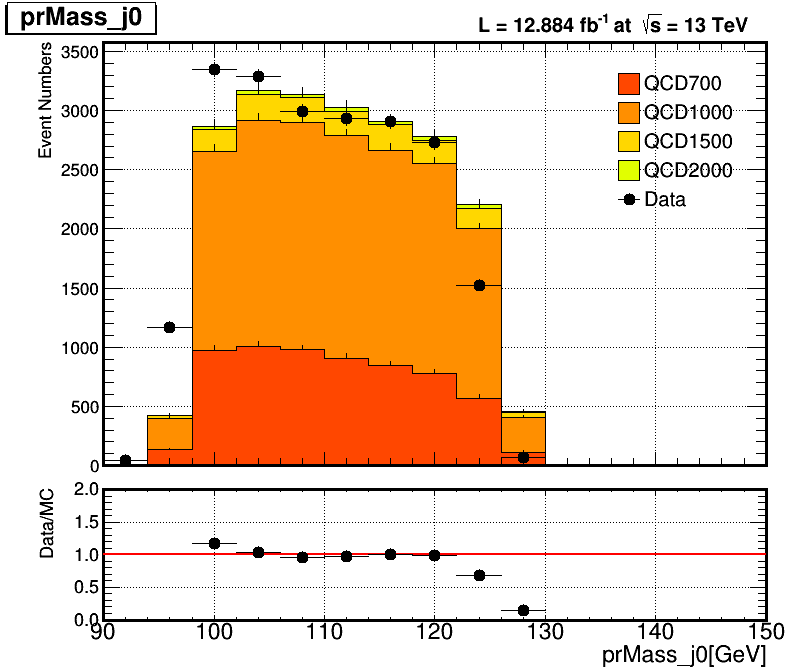 prMass_j0
L = 12.884 fb-1 at √s = 13 TeV
Event Numbers
3500
3000
2500
2000
1500
1000
500
0
QCD700
QCD1000
QCD1500
QCD2000
Data
Data/MC
2.0
1.5
1.0
0.5
0.0
90 100 110 120 130 140 150
prMass_j0[GeV]